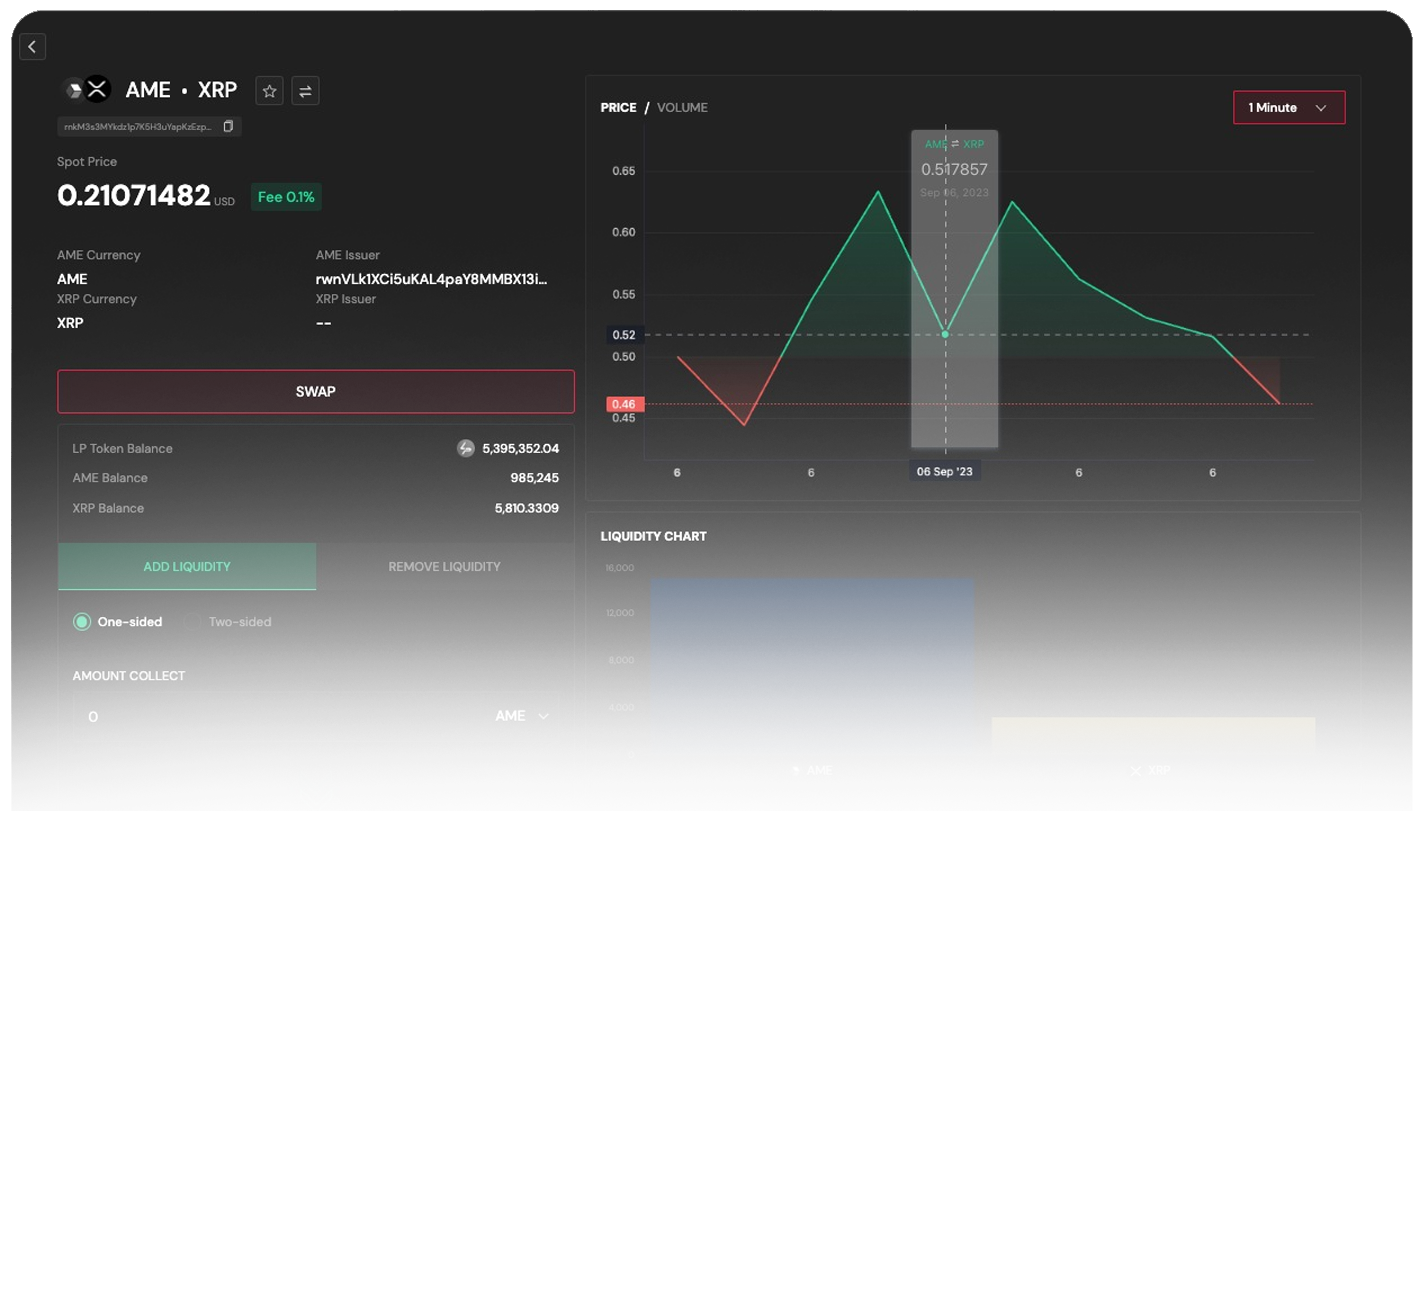 AME • XRP
rnkM3s3MYkdz1p7K5H3uYapKzEzp...
Spot Price
0.21071482 USD
Fee 0.1%
AME Currency
AME
AME Issuer
rwnVLk1XCi5uKAL4paY8MMBX13i...
XRP Currency
XRP
XRP Issuer
--
SWAP
LP Token Balance
5,395,352.04
AME Balance
985,245
XRP Balance
5,810.3309
ADD LIQUIDITY
REMOVE LIQUIDITY
One-sided
Two-sided
AMOUNT COLLECT
0
AME
PRICE / VOLUME
1 Minute
AME ⇌ XRP
0.517857
Sep 06, 2023
0.65
0.60
0.55
0.52
0.50
0.46
0.45
6
6
06 Sep '23
6
6
LIQUIDITY CHART
16,000
12,000
8,000
4,000
AME
XRP